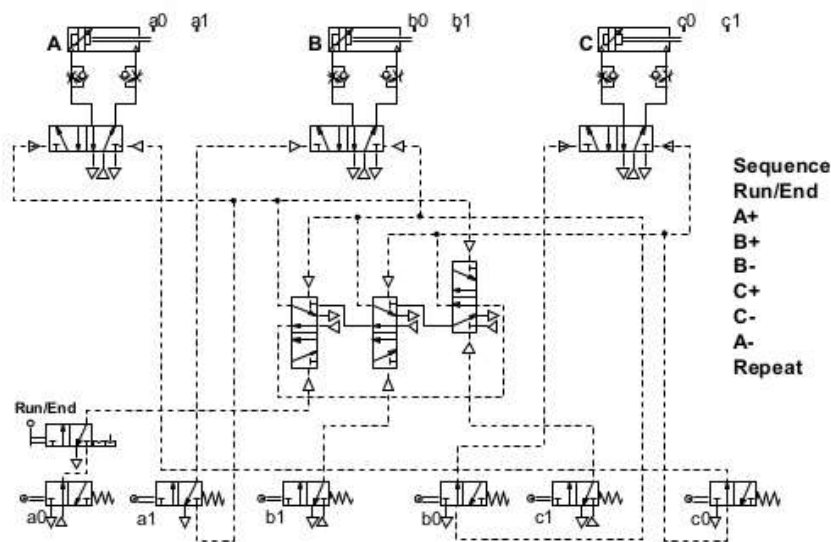 a0 a1 b0 b1 c0 c1
A B C
Sequence
Run/End
A+
B+
B-
C+
C-
A-
Repeat
Run/End
a0 a1 b1 b0 c1 c0